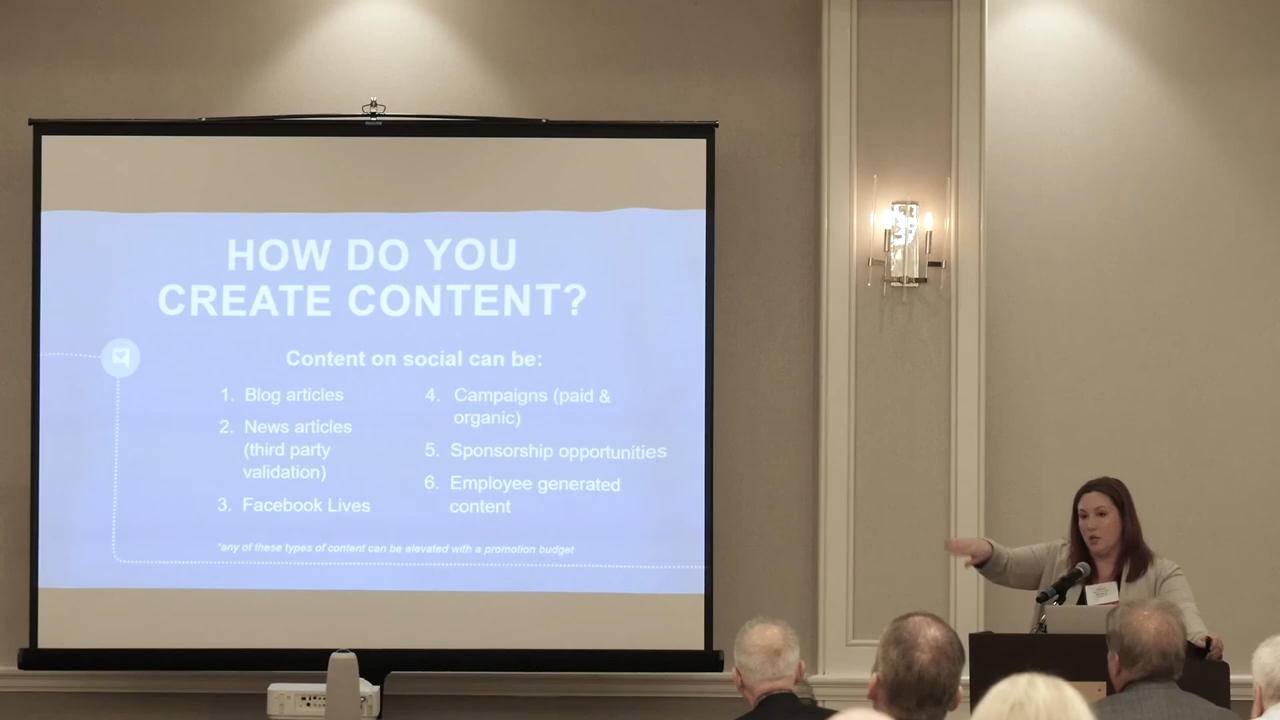 HOW DO YOU
CREATE CONTENT?
Content on social can be:
1. Blog articles
2. News articles
(third party
validation)
3. Facebook Lives
4. Campaigns (paid &
organic)
5. Sponsorship opportunities
6. Employee generated
content
*any of these types of content can be elevated with a promotion budget